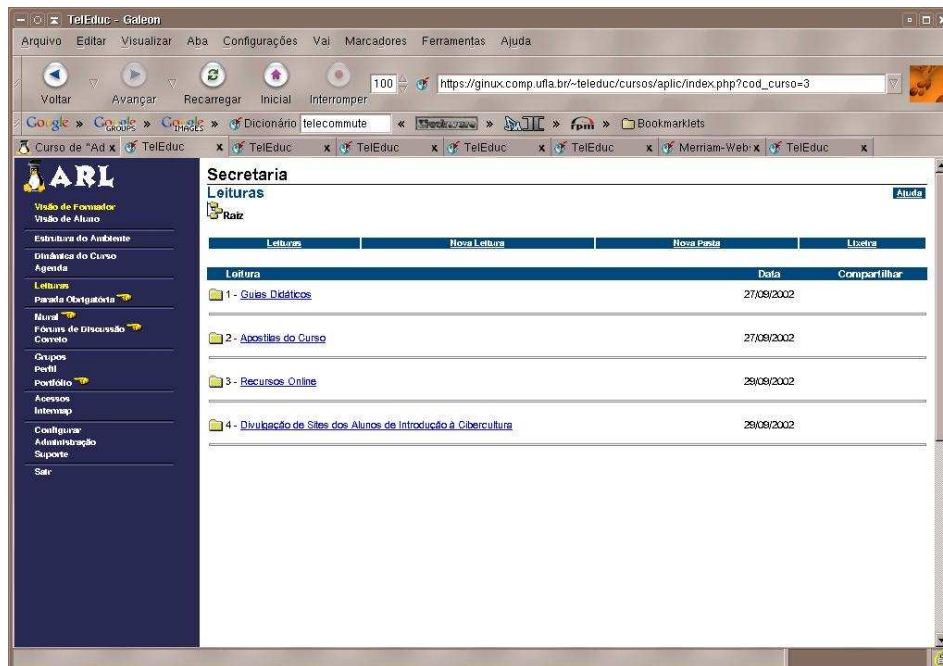 TelEduc - Galeon
Arquivo Editar Visualizar Aba Configurações Vai Marcadores Ferramentas Ajuda
Voltar Avançar Recarregar Inicial Interromper 100 https://ginux.comp.ufla.br/~teleduc/cursos/aplic/index.php?cod_curso=3
Google » Google GROUPS » Google IMAGES » Dicionário telecommute « » » fpm » Bookmarklets
Curso de "Ad x TelEduc x TelEduc x TelEduc x TelEduc x TelEduc x Merriam-Web: x TelEduc x
ARL
Visão de Formador
Visão de Aluno
Estrutura do Ambiente
Dinâmica do Curso
Agenda
Leituras
Parada Obrigatória
Mural
Fóruns de Discussão
Correio
Grupos
Perfil
Portfólio
Acessos
Intermap
Configurar
Administração
Suporte
Sair
Secretaria
Leituras
Ajuda
Raiz
Leituras Nova Leitura Nova Pasta Lixeira
Leitura Data Compartilhar
1 - Guias Didáticos 27/09/2002
2 - Apostilas do Curso 27/09/2002
3 - Recursos Online 29/09/2002
4 - Divulgação de Sites dos Alunos de Introdução à Cibercultura 29/09/2002